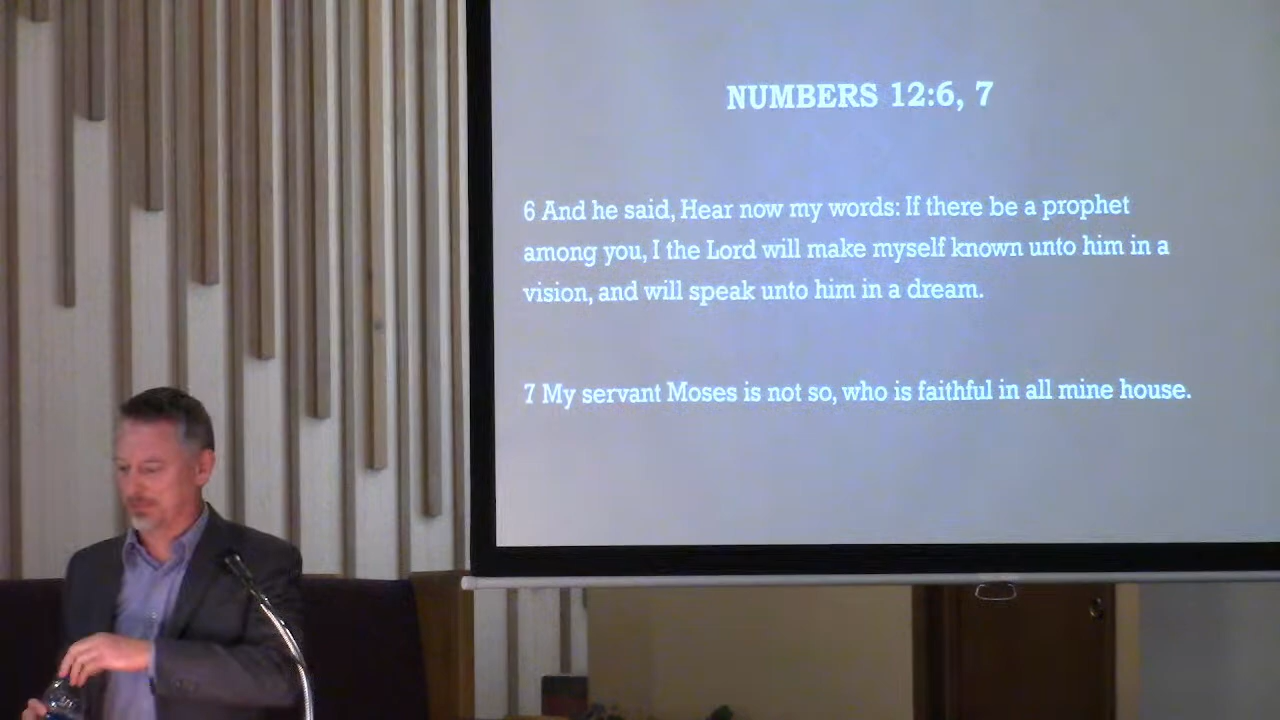 NUMBERS 12:6, 7
6 And he said, Hear now my words: If there be a prophet
among you, I the Lord will make myself known unto him in a
vision, and will speak unto him in a dream.
7 My servant Moses is not so, who is faithful in all mine house.